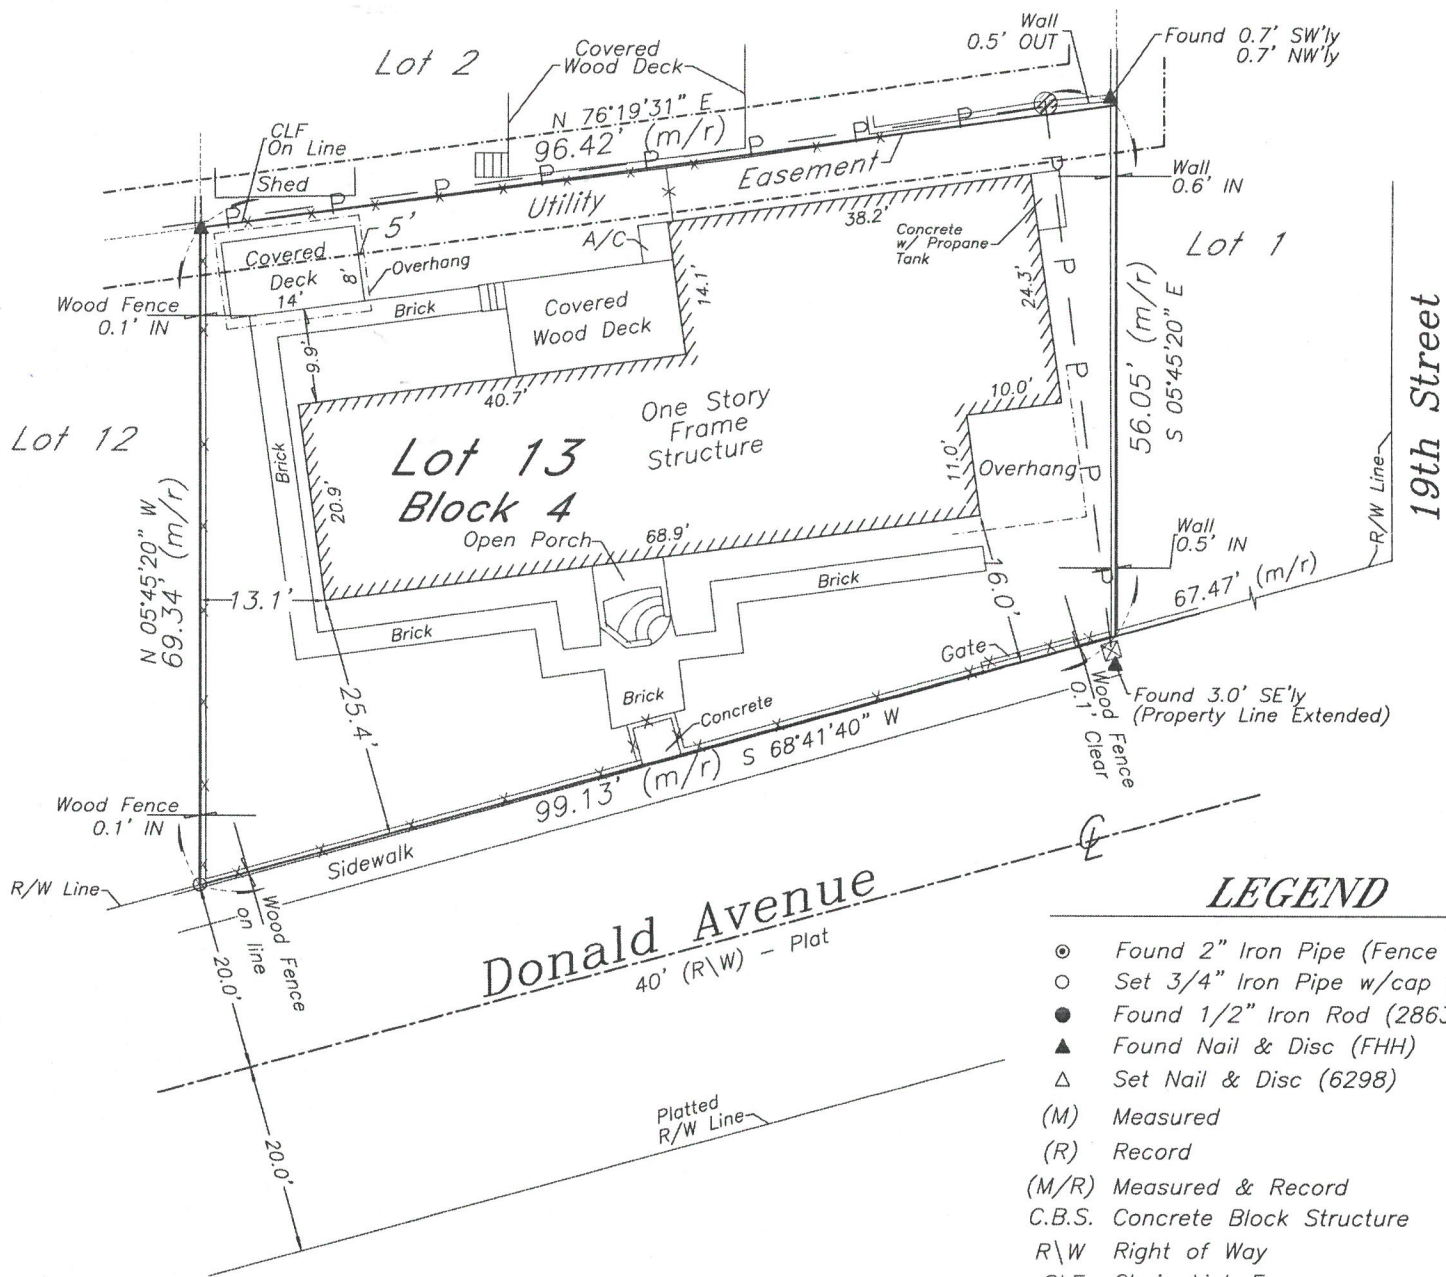 Lot 2
Covered
Wood Deck
Wall
0.5' OUT
Found 0.7' SW'ly
0.7' NW'ly
N 76°19'31" E
96.42' (m/r)
CLF
On Line
Shed
P P P P P P P P
Utility Easement
5'
Wall
0.6' IN
Lot 1
19th Street
A/C
38.2'
Concrete
w/ Propane
Tank
Covered
Deck
14'
8'
Overhang
Wood Fence
0.1' IN
Brick
Covered
Wood Deck
14.1'
24.3'
P P P P P
56.05' (m/r)
S 05°45'20" E
9.9'
40.7'
One Story
Frame
Structure
10.0'
Lot 12
Brick
Lot 13
Block 4
11.0'
Overhang
R/W Line
20.9'
Open Porch
68.9'
Wall
0.5' IN
N 05°45'20" W
69.34' (m/r)
13.1'
Brick
Brick
16.0'
67.47' (m/r)
Gate
25.4'
Brick
Concrete
Wood Fence
0.1' Clear
Found 3.0' SE'ly
(Property Line Extended)
99.13' (m/r) S 68°41'40" W
Wood Fence
0.1' IN
Sidewalk
R/W Line
Wood Fence
on line
CL
Donald Avenue
40' (R\W) - Plat
20.0'
20.0'
Platted
R/W Line
LEGEND
Found 2" Iron Pipe (Fence
Set 3/4" Iron Pipe w/cap
Found 1/2" Iron Rod (2863
Found Nail & Disc (FHH)
Set Nail & Disc (6298)
(M) Measured
(R) Record
(M/R) Measured & Record
C.B.S. Concrete Block Structure
R\W Right of Way